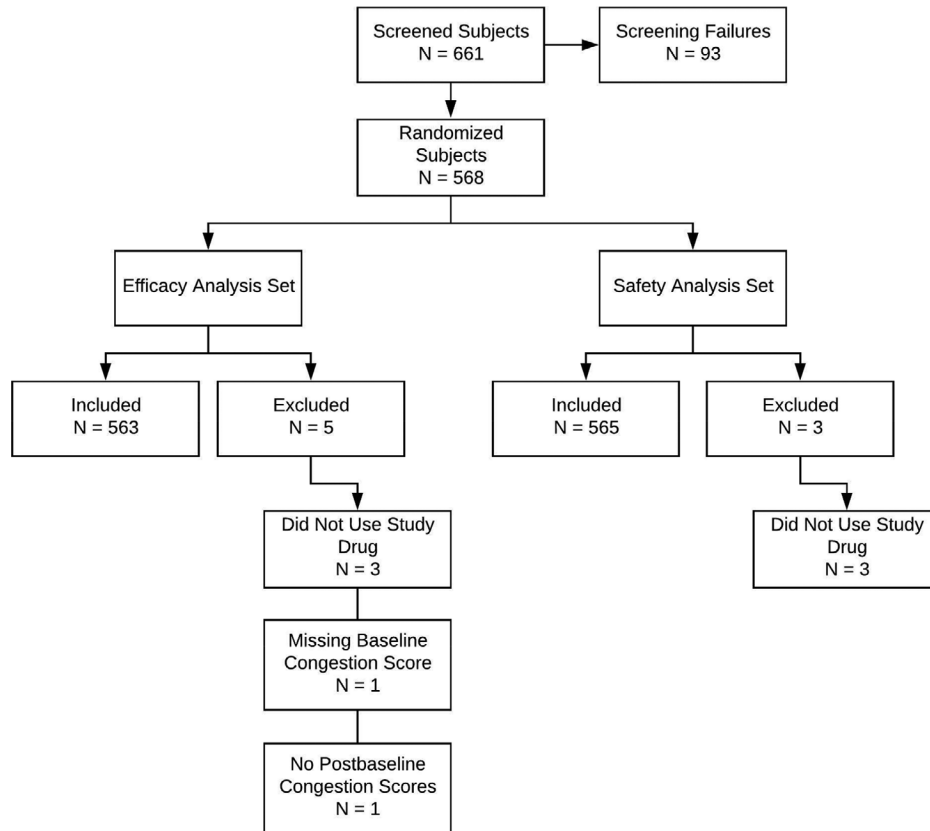 Screened Subjects
N = 661
Screening Failures
N = 93
Randomized
Subjects
N = 568
Efficacy Analysis Set
Safety Analysis Set
Included
N = 563
Excluded
N = 5
Included
N = 565
Excluded
N = 3
Did Not Use Study
Drug
N = 3
Did Not Use Study
Drug
N = 3
Missing Baseline
Congestion Score
N = 1
No Postbaseline
Congestion Scores
N = 1